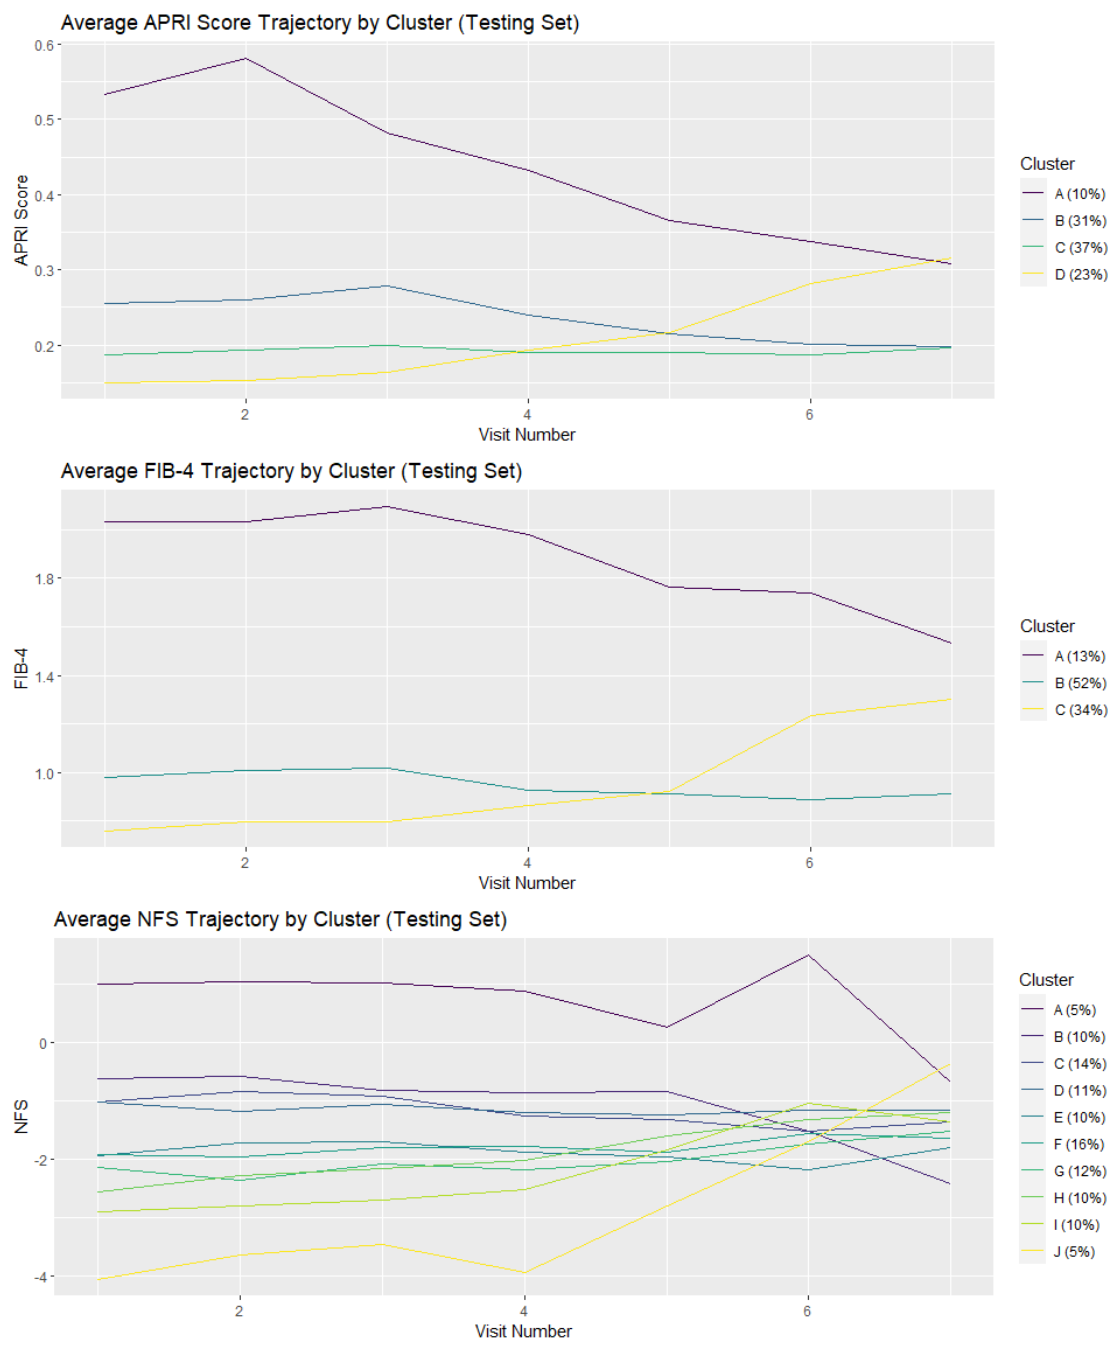 Average APRI Score Trajectory by Cluster (Testing Set)
0.6
0.5
0.4
0.3
0.2
APRI Score
2
4
6
Visit Number
Cluster
A (10%)
B (31%)
C (37%)
D (23%)
Average FIB-4 Trajectory by Cluster (Testing Set)
1.8
1.4
1.0
FIB-4
2
4
6
Visit Number
Cluster
A (13%)
B (52%)
C (34%)
Average NFS Trajectory by Cluster (Testing Set)
0
-2
-4
NFS
2
4
6
Visit Number
Cluster
A (5%)
B (10%)
C (14%)
D (11%)
E (10%)
F (16%)
G (12%)
H (10%)
I (10%)
J (5%)